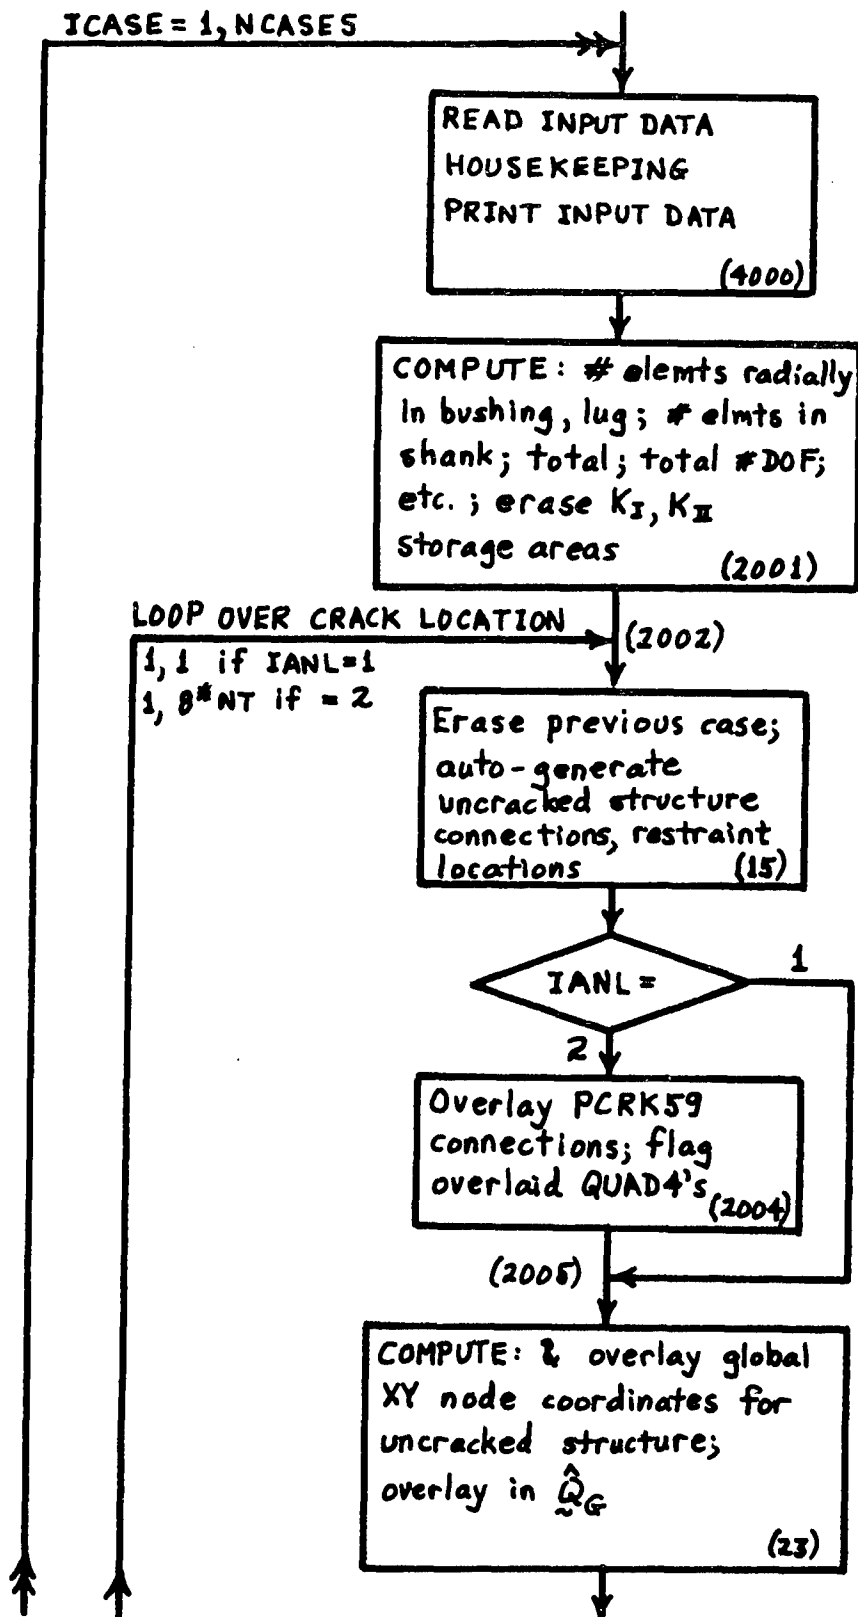 ICASE = 1, NCASES
READ INPUT DATA
HOUSEKEEPING
PRINT INPUT DATA
(4000)
COMPUTE: # elemts radially
in bushing, lug; # elmts in
shank; total; total #DOF;
etc.; erase K_I, K_II
storage areas
(2001)
LOOP OVER CRACK LOCATION
(2002)
1, 1 if IANL=1
1, 8*NT if = 2
Erase previous case;
auto-generate
uncracked structure
connections, restraint
locations
(15)
IANL=
1
2
Overlay PCRK59
connections; flag
overlaid QUAD4's
(2004)
(2005)
COMPUTE: & overlay global
XY node coordinates for
uncracked structure;
overlay in Q̰̂_G
(23)